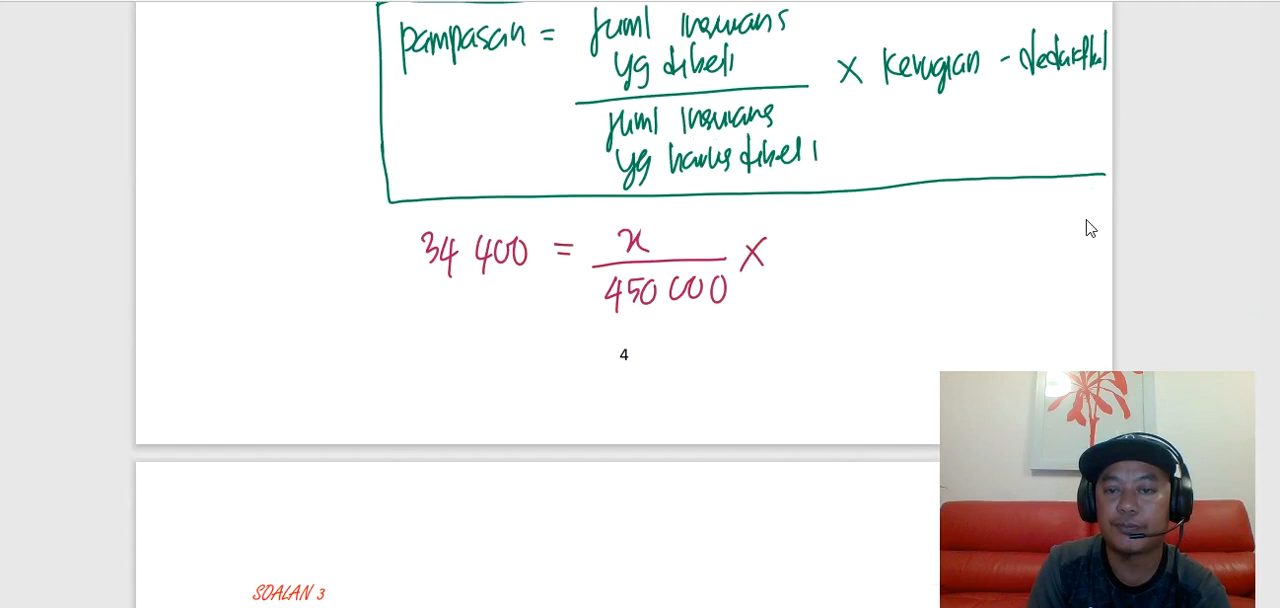 pampasan = juml insurans
yg dibeli
juml insurans
yg harus dibeli
× kerugian - deduktibel
34 400 = x
450 000
×
4
SOALAN 3